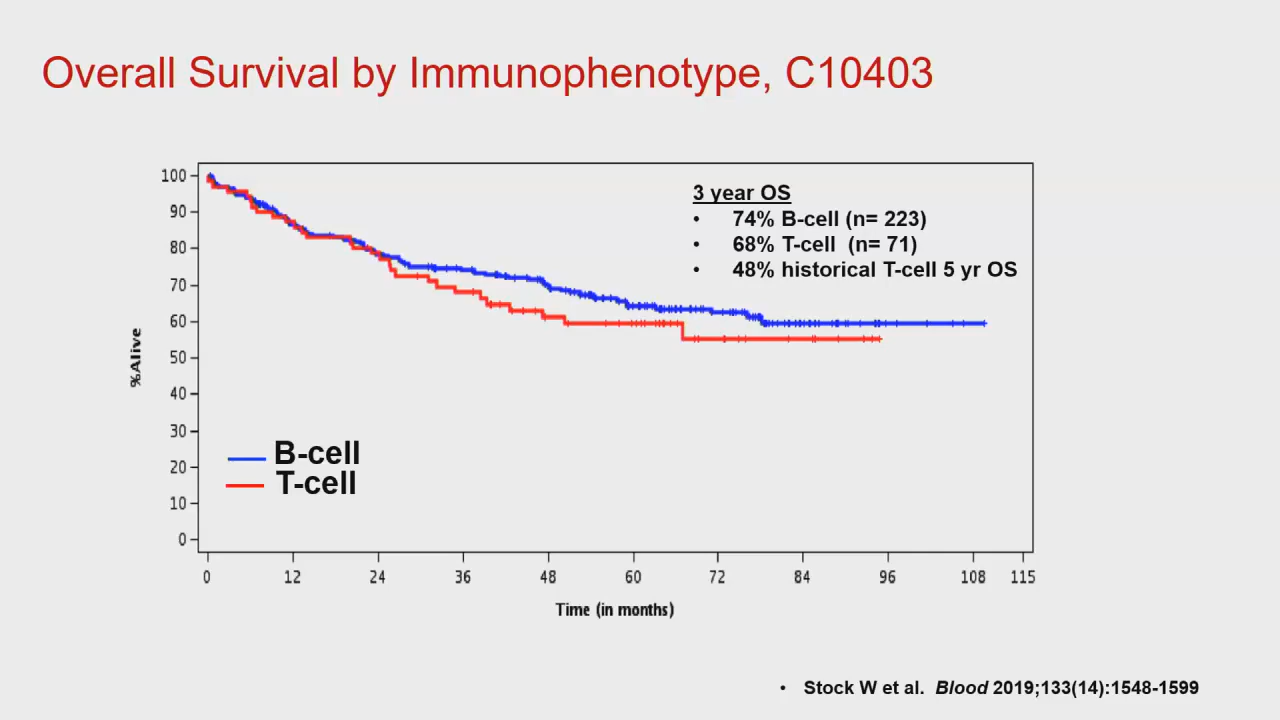 Overall Survival by Immunophenotype, C10403
100
90
80
70
60
50
40
30
20
10
0
%Alive
3 year OS
• 74% B-cell (n= 223)
• 68% T-cell (n= 71)
• 48% historical T-cell 5 yr OS
B-cell
T-cell
0 12 24 36 48 60 72 84 96 108 115
Time (in months)
• Stock W et al. Blood 2019;133(14):1548-1599